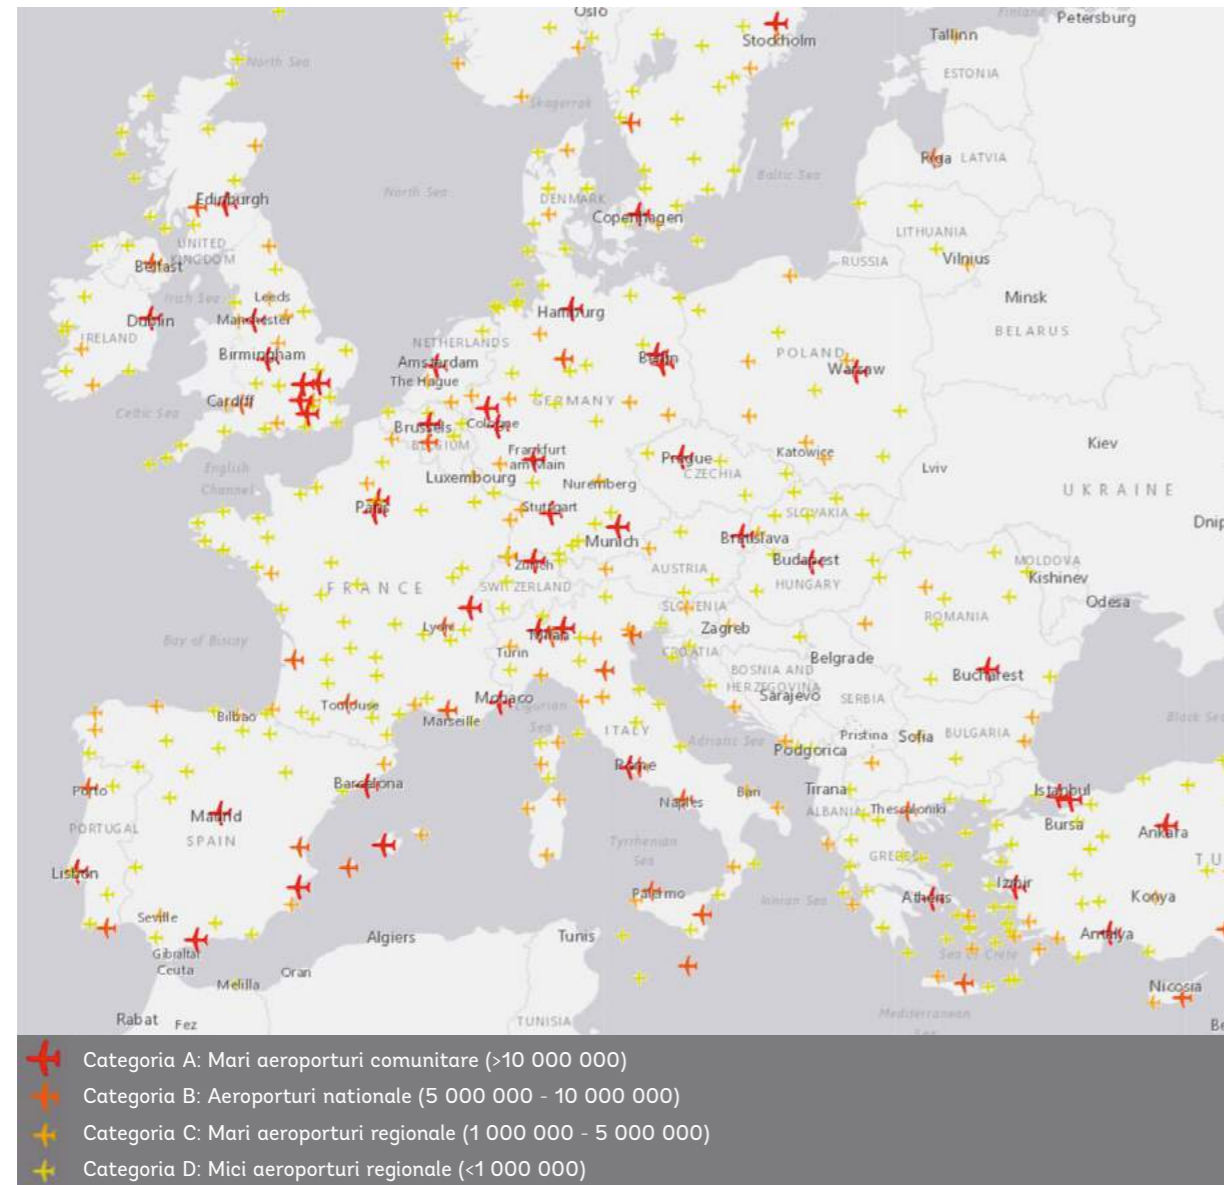 Oslo
Finland
Petersburg
Stockholm
Tallinn
North Sea
ESTONIA
Skagerrak
Riga LATVIA
Baltic Sea
North Sea
DENMARK
Edinburgh
Copenhagen
LITHUANIA
UNITED
KINGDOM
Belfast
RUSSIA
Vilnius
Irish Sea
Leeds
Minsk
Dublin
Manchester
Hamburg
BELARUS
IRELAND
NETHERLANDS
Birmingham
Amsterdam
Berlin
POLAND
Warsaw
The Hague
Cardiff
GERMANY
Celtic Sea
Brussels
Cologne
BELGIUM
Kiev
Frankfurt
am Main
Prague
Katowice
English
Channel
Luxembourg
CZECHIA
Lviv
Nuremberg
UKRAINE
Paris
Stuttgart
SLOVAKIA
Dnip
Munich
Bratislava
Zurich
AUSTRIA
Budapest
MOLDOVA
Kishinev
FRANCE
SWITZERLAND
HUNGARY
SLOVENIA
ROMANIA
Odesa
Bay of Biscay
Lyon
Zagreb
Turin
CROATIA
Belgrade
BOSNIA AND
HERZEGOVINA
Bucharest
Monaco
Sarajevo
SERBIA
Bilbao
Toulouse
Marseille
Ligurian
Sea
Black Sea
ITALY
Adriatic Sea
Pristina
Sofia
BULGARIA
Podgorica
Rome
Porto
Barcelona
Tirana
Istanbul
Naples
Bari
Madrid
ALBANIA
Thessaloniki
PORTUGAL
SPAIN
Bursa
Ankara
Tyrrhenian
Sea
GREECE
T U
Lisbon
Palermo
Ionian Sea
Athens
Izmir
Konya
Seville
Algiers
Tunis
Antalya
Gibraltar
Ceuta
Sea of Crete
Oran
Melilla
Nicosia
Rabat
Fez
TUNISIA
Mediterranean
Sea
Be
Categoria A: Mari aeroporturi comunitare (>10 000 000)
Categoria B: Aeroporturi nationale (5 000 000 - 10 000 000)
Categoria C: Mari aeroporturi regionale (1 000 000 - 5 000 000)
Categoria D: Mici aeroporturi regionale (<1 000 000)